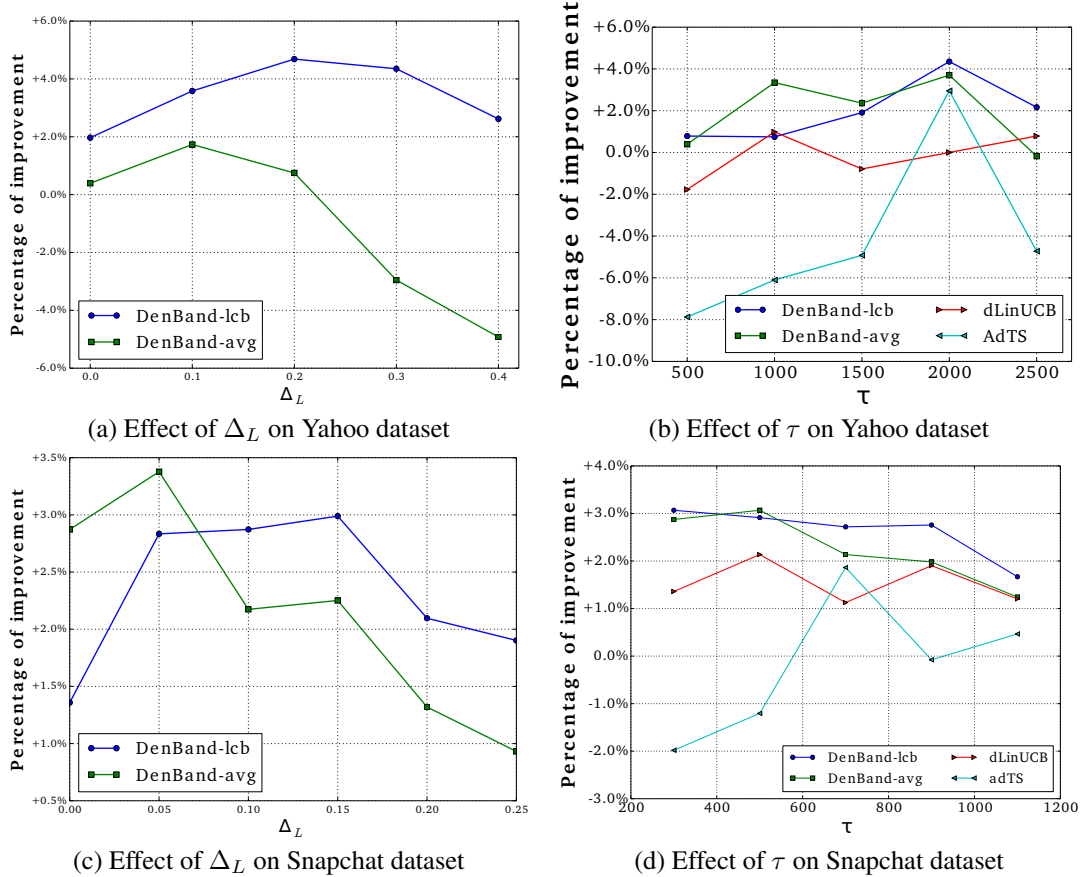 Percentage of improvement
+6.0%
+4.0%
+2.0%
0.0%
-2.0%
-4.0%
-6.0%
DenBand-lcb
DenBand-avg
0.0 0.1 0.2 0.3 0.4
Δ_L
(a) Effect of Δ_L on Yahoo dataset
Percentage of improvement
+6.0%
+4.0%
+2.0%
0.0%
-2.0%
-4.0%
-6.0%
-8.0%
-10.0%
DenBand-lcb dLinUCB
DenBand-avg AdTS
500 1000 1500 2000 2500
τ
(b) Effect of τ on Yahoo dataset
Percentage of improvement
+3.5%
+3.0%
+2.5%
+2.0%
+1.5%
+1.0%
+0.5%
DenBand-lcb
DenBand-avg
0.00 0.05 0.10 0.15 0.20 0.25
Δ_L
(c) Effect of Δ_L on Snapchat dataset
Percentage of improvement
+4.0%
+3.0%
+2.0%
+1.0%
0.0%
-1.0%
-2.0%
-3.0%
DenBand-lcb dLinUCB
DenBand-avg adTS
200 400 600 800 1000 1200
τ
(d) Effect of τ on Snapchat dataset